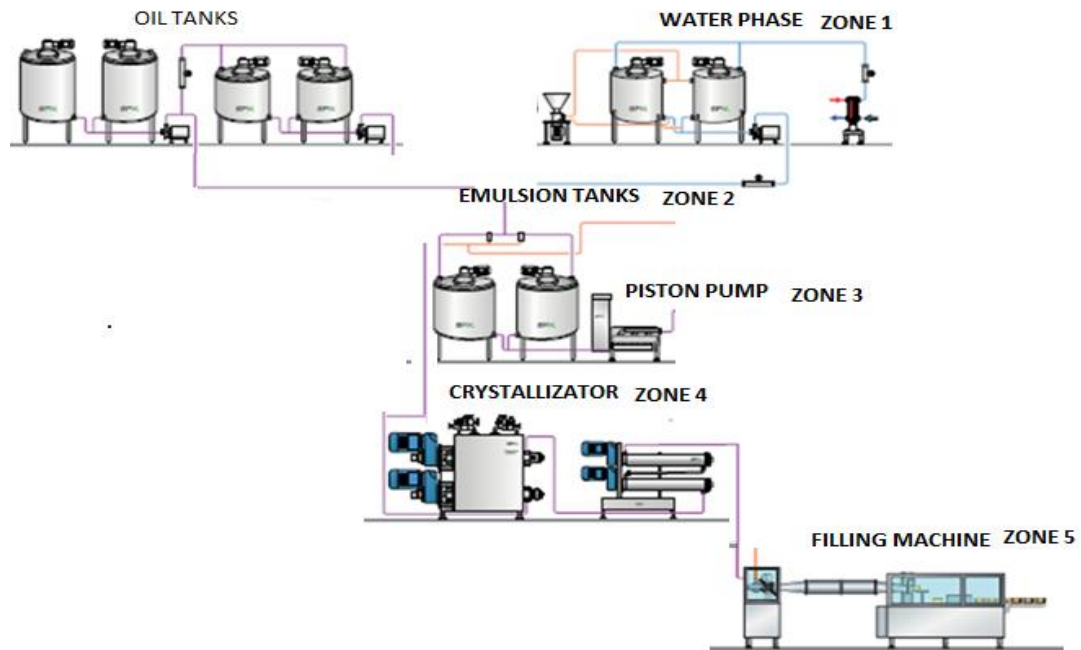 OIL TANKS
WATER PHASE ZONE 1
EMULSION TANKS ZONE 2
PISTON PUMP ZONE 3
CRYSTALLIZATOR ZONE 4
FILLING MACHINE ZONE 5